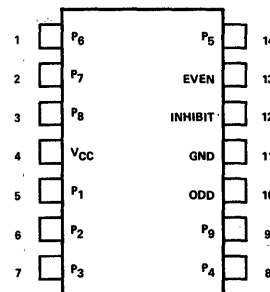 1 P6 P5 14
2 P7 EVEN 13
3 P8 INHIBIT 12
4 VCC GND 11
5 P1 ODD 10
6 P2 P9 9
7 P3 P4 8